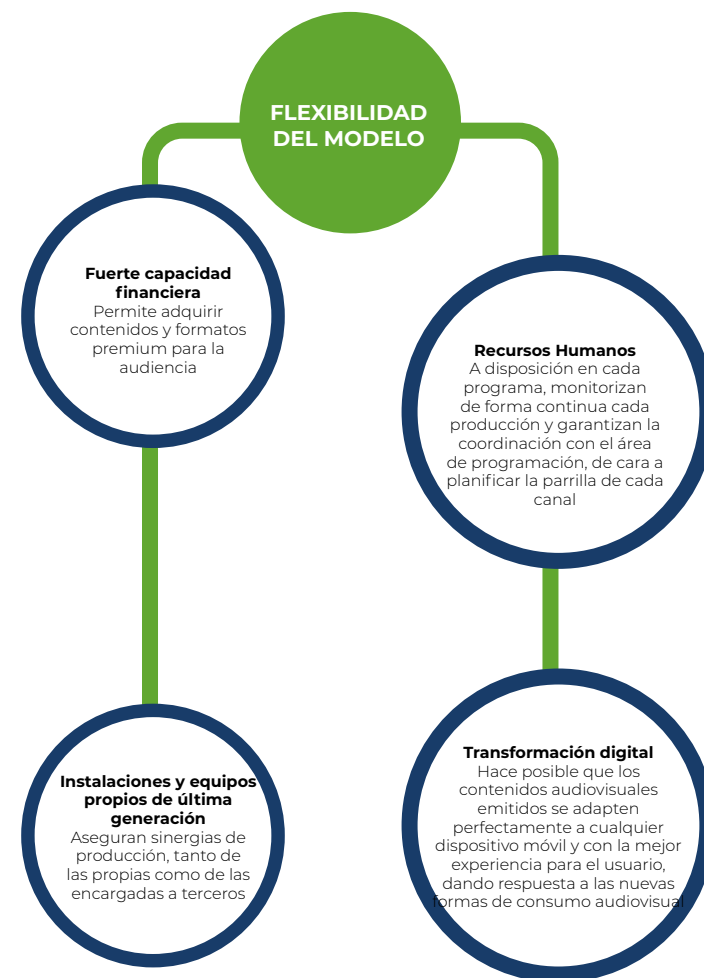 FLEXIBILIDAD
DEL MODELO
Fuerte capacidad
financiera
Permite adquirir
contenidos y formatos
premium para la
audiencia
Recursos Humanos
A disposición en cada
programa, monitorizan
de forma continua cada
producción y garantizan la
coordinación con el área
de programación, de cara a
planificar la parrilla de cada
canal
Instalaciones y equipos
propios de última
generación
Aseguran sinergias de
producción, tanto de
las propias como de las
encargadas a terceros
Transformación digital
Hace posible que los
contenidos audiovisuales
emitidos se adapten
perfectamente a cualquier
dispositivo móvil y con la mejor
experiencia para el usuario,
dando respuesta a las nuevas
formas de consumo audiovisual